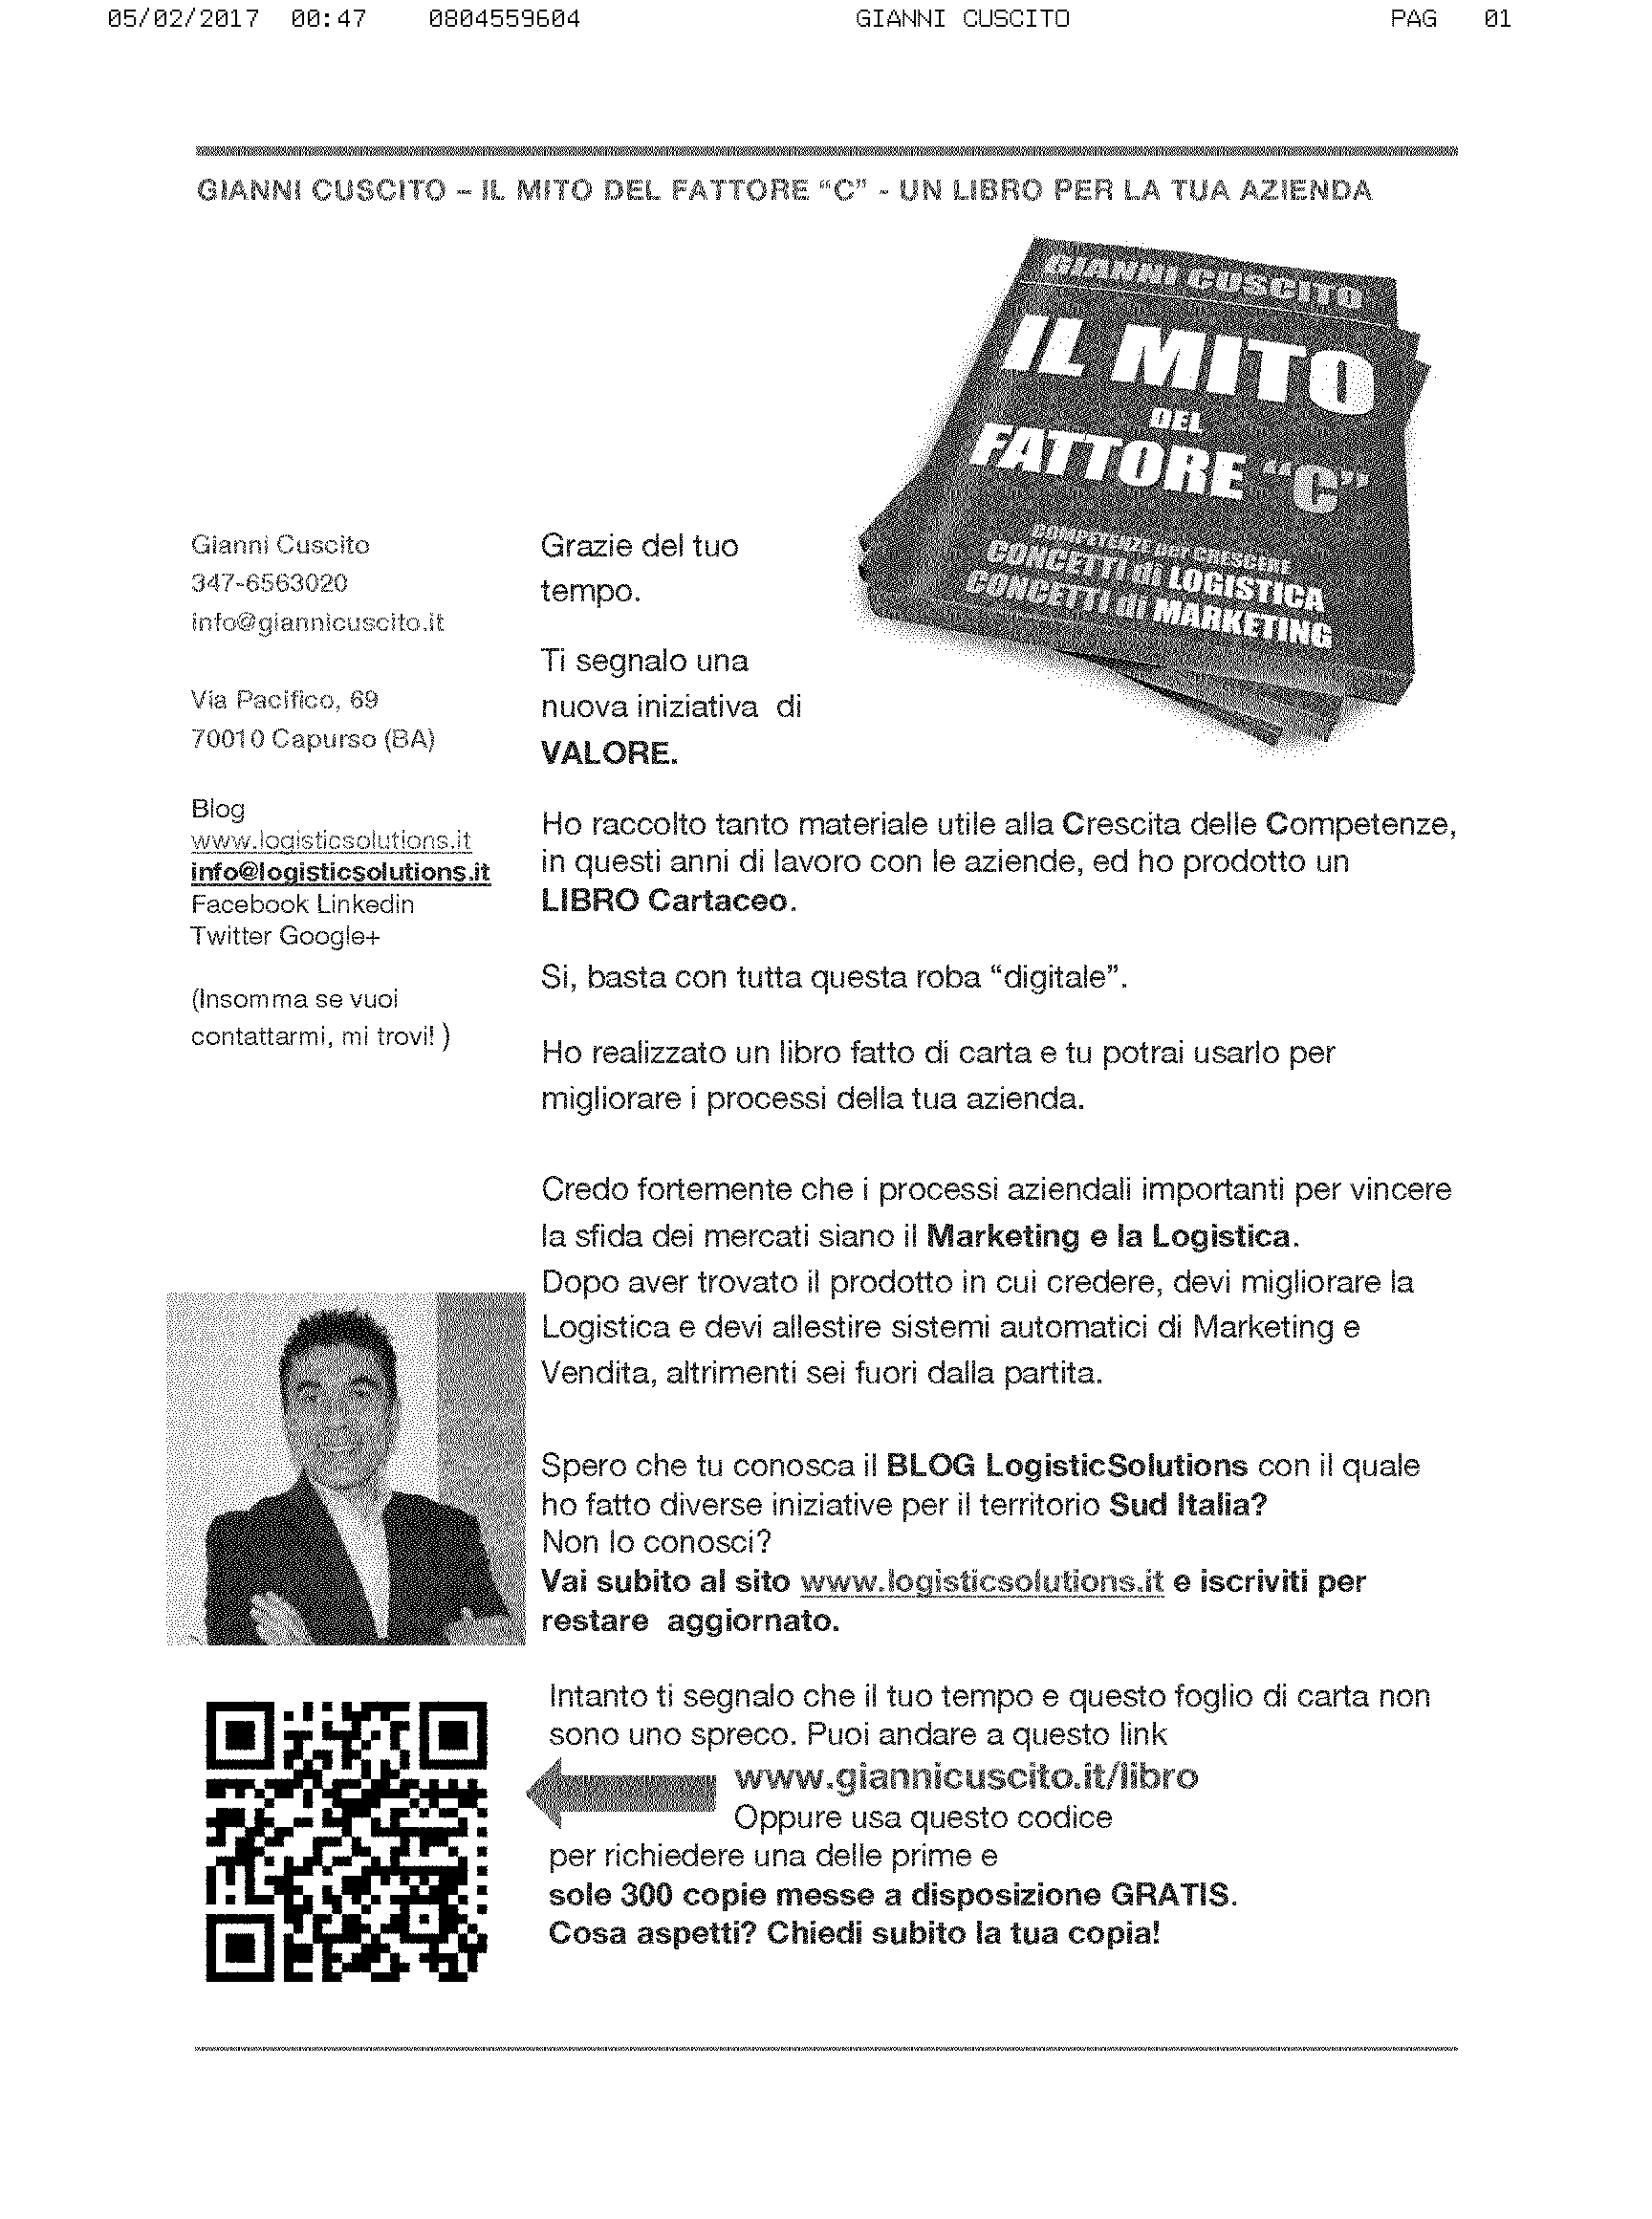 05/02/2017 00:47 0804559604 GIANNI CUSCITO PAG 01
GIANNI CUSCITO – IL MITO DEL FATTORE “C” - UN LIBRO PER LA TUA AZIENDA
GIANNI CUSCITO
IL MITO
DEL
FATTORE “C”
COMPETENZE per CRESCERE
CONCETTI di LOGISTICA
CONCETTI di MARKETING
Gianni Cuscito
347-6563020
info@giannicuscito.it
Via Pacifico, 69
70010 Capurso (BA)
Blog
www.logisticsolutions.it
info@logisticsolutions.it
Facebook Linkedin
Twitter Google+
(Insomma se vuoi
contattarmi, mi trovi! )
Grazie del tuo
tempo.
Ti segnalo una
nuova iniziativa di
VALORE.
Ho raccolto tanto materiale utile alla Crescita delle Competenze,
in questi anni di lavoro con le aziende, ed ho prodotto un
LIBRO Cartaceo.
Si, basta con tutta questa roba “digitale”.
Ho realizzato un libro fatto di carta e tu potrai usarlo per
migliorare i processi della tua azienda.
Credo fortemente che i processi aziendali importanti per vincere
la sfida dei mercati siano il Marketing e la Logistica.
Dopo aver trovato il prodotto in cui credere, devi migliorare la
Logistica e devi allestire sistemi automatici di Marketing e
Vendita, altrimenti sei fuori dalla partita.
Spero che tu conosca il BLOG LogisticSolutions con il quale
ho fatto diverse iniziative per il territorio Sud Italia?
Non lo conosci?
Vai subito al sito www.logisticsolutions.it e iscriviti per
restare aggiornato.
Intanto ti segnalo che il tuo tempo e questo foglio di carta non
sono uno spreco. Puoi andare a questo link
www.giannicuscito.it/libro
Oppure usa questo codice
per richiedere una delle prime e
sole 300 copie messe a disposizione GRATIS.
Cosa aspetti? Chiedi subito la tua copia!